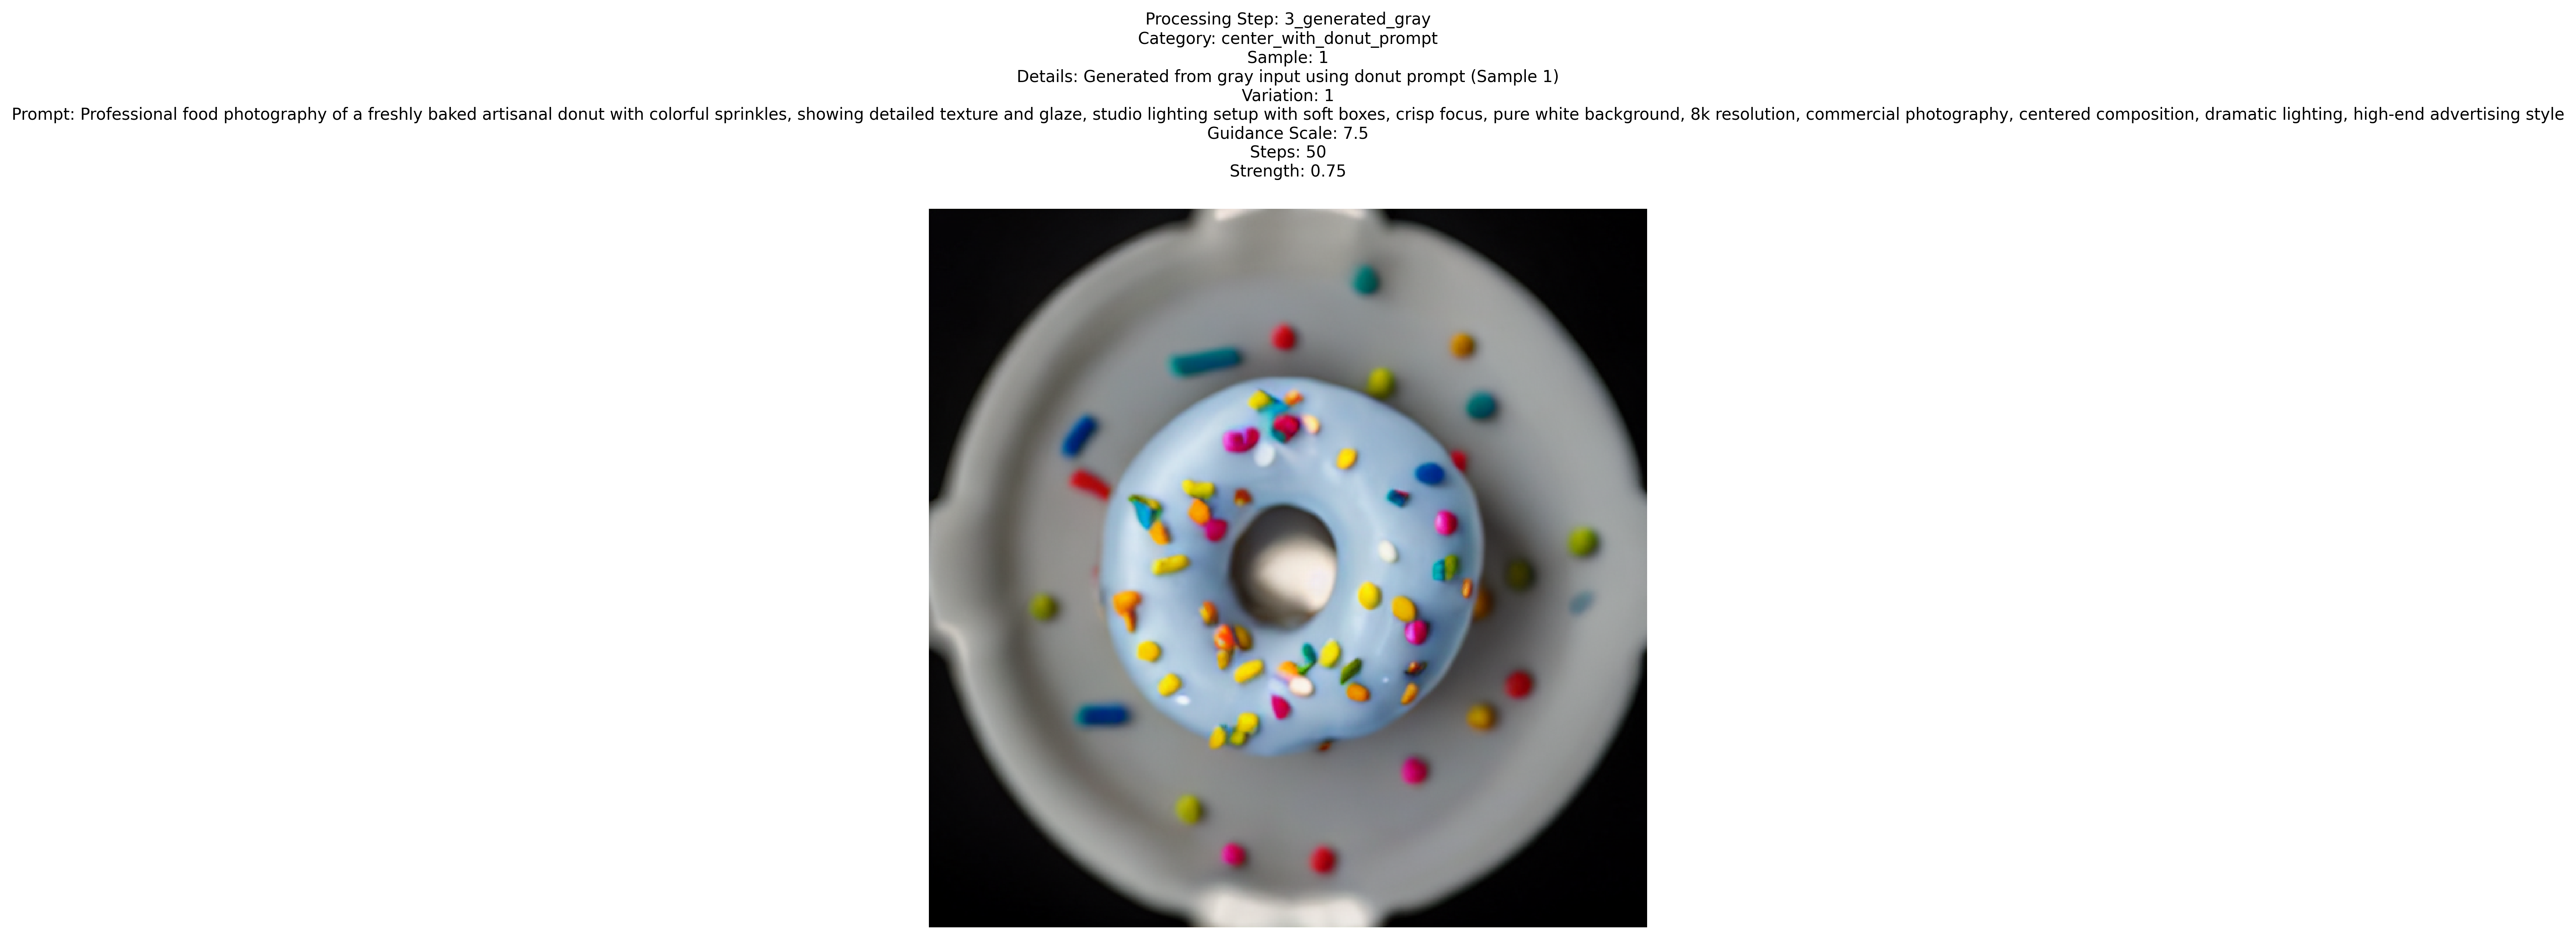 Processing Step: 3_generated_gray
Category: center_with_donut_prompt
Sample: 1
Details: Generated from gray input using donut prompt (Sample 1)
Variation: 1
Prompt: Professional food photography of a freshly baked artisanal donut with colorful sprinkles, showing detailed texture and glaze, studio lighting setup with soft boxes, crisp focus, pure white background, 8k resolution, commercial photography, centered composition, dramatic lighting, high-end advertising style
Guidance Scale: 7.5
Steps: 50
Strength: 0.75